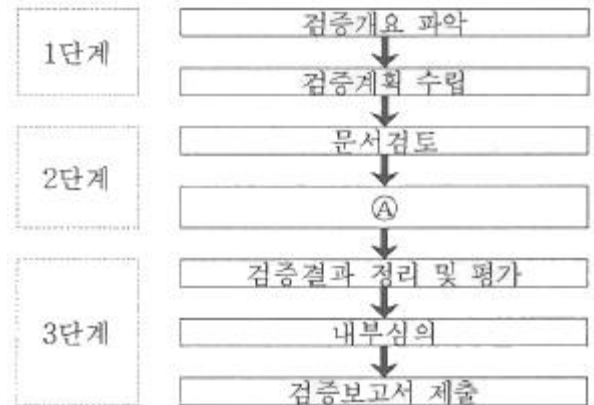 1단계
검증개요 파악
검증계획 수립
2단계
문서검토
Ⓐ
3단계
검증결과 정리 및 평가
내부심의
검증보고서 제출